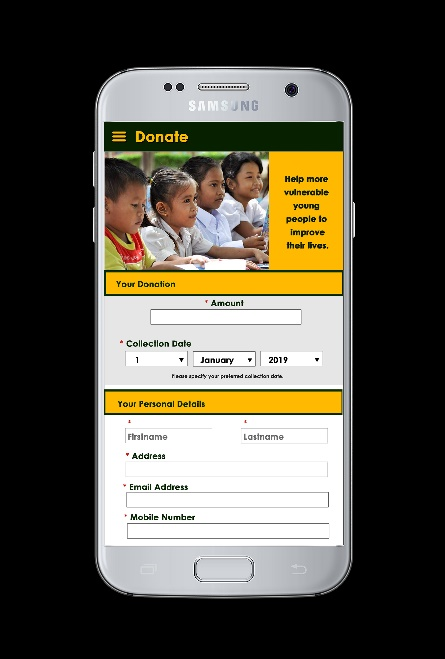 SAMSUNG
Donate
Help more
vulnerable
young
people to
improve
their lives.
Your Donation
* Amount
* Collection Date
1 January 2019
Please specify your preferred collection date.
Your Personal Details
* *
Firstname Lastname
* Address
* Email Address
* Mobile Number